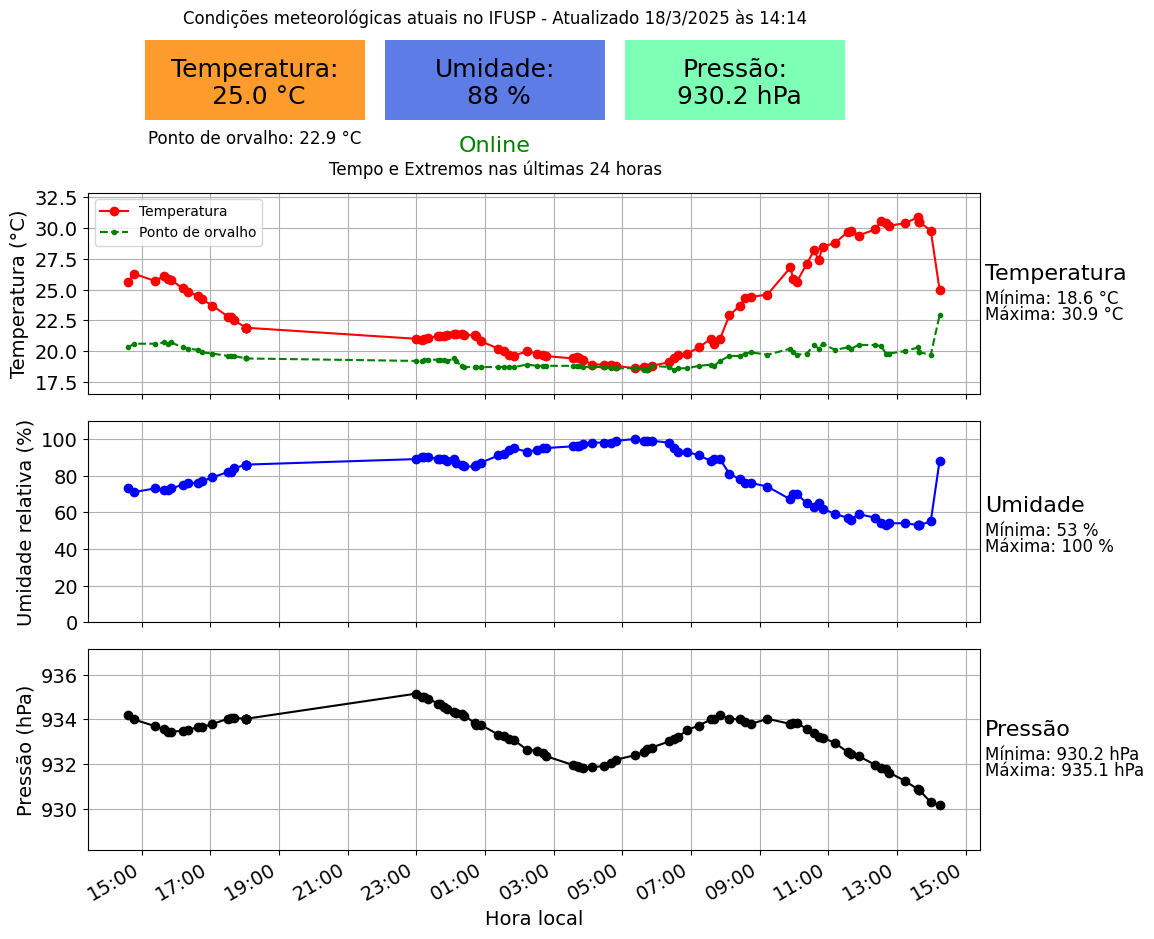 Condições meteorológicas atuais no IFUSP - Atualizado 18/3/2025 às 14:14
Temperatura:
25.0 °C
Umidade:
88 %
Pressão:
930.2 hPa
Ponto de orvalho: 22.9 °C
Online
Tempo e Extremos nas últimas 24 horas
Temperatura (°C)
32.5
30.0
27.5
25.0
22.5
20.0
17.5
Temperatura
Ponto de orvalho
Temperatura
Mínima: 18.6 °C
Máxima: 30.9 °C
Umidade relativa (%)
100
80
60
40
20
0
Umidade
Mínima: 53 %
Máxima: 100 %
Pressão (hPa)
936
934
932
930
Pressão
Mínima: 930.2 hPa
Máxima: 935.1 hPa
15:00 17:00 19:00 21:00 23:00 01:00 03:00 05:00 07:00 09:00 11:00 13:00 15:00
Hora local